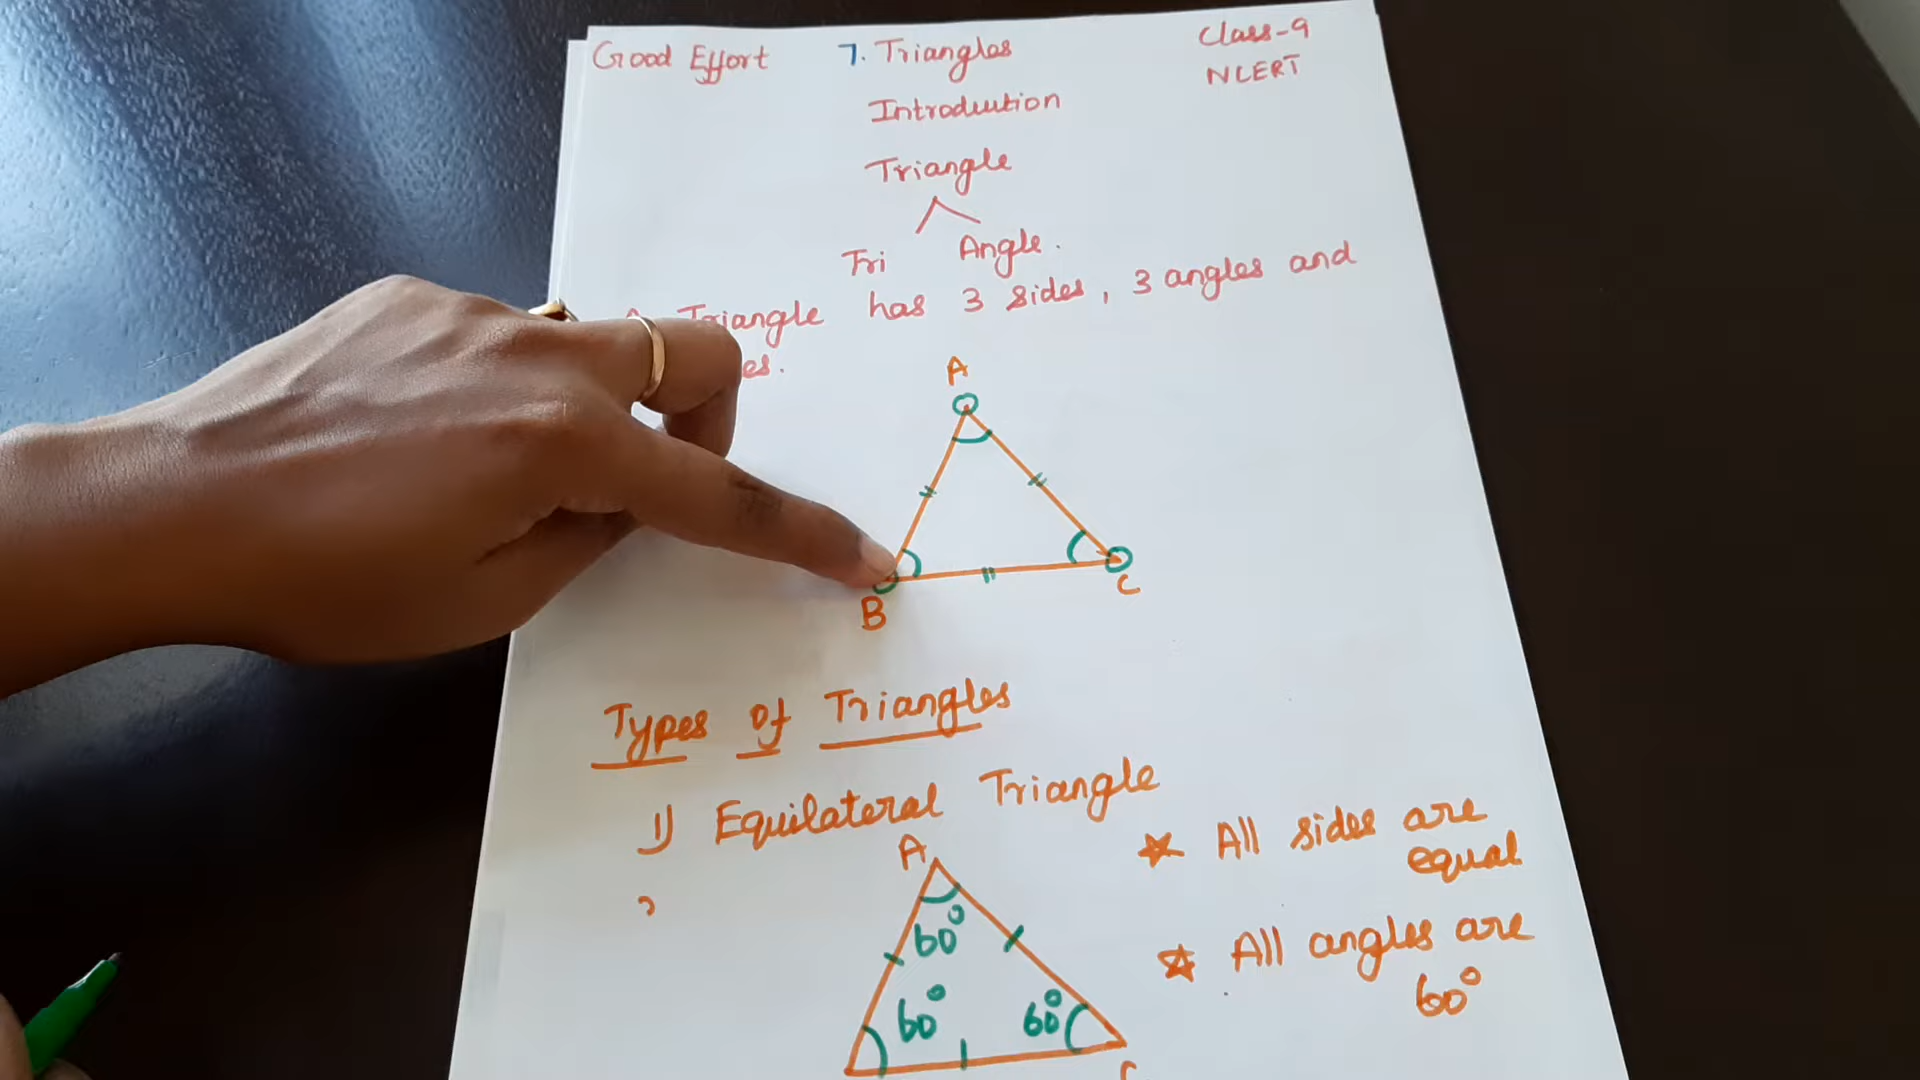 Good Effort 7. Triangles Class-9
NCERT
Introduction
Triangle
Tri Angle.
Triangle has 3 sides, 3 angles and
es.
A
B
C
Types of Triangles
1) Equilateral Triangle
A
60°
60° 60°
C
☆ All sides are
equal
☆ All angles are
60°